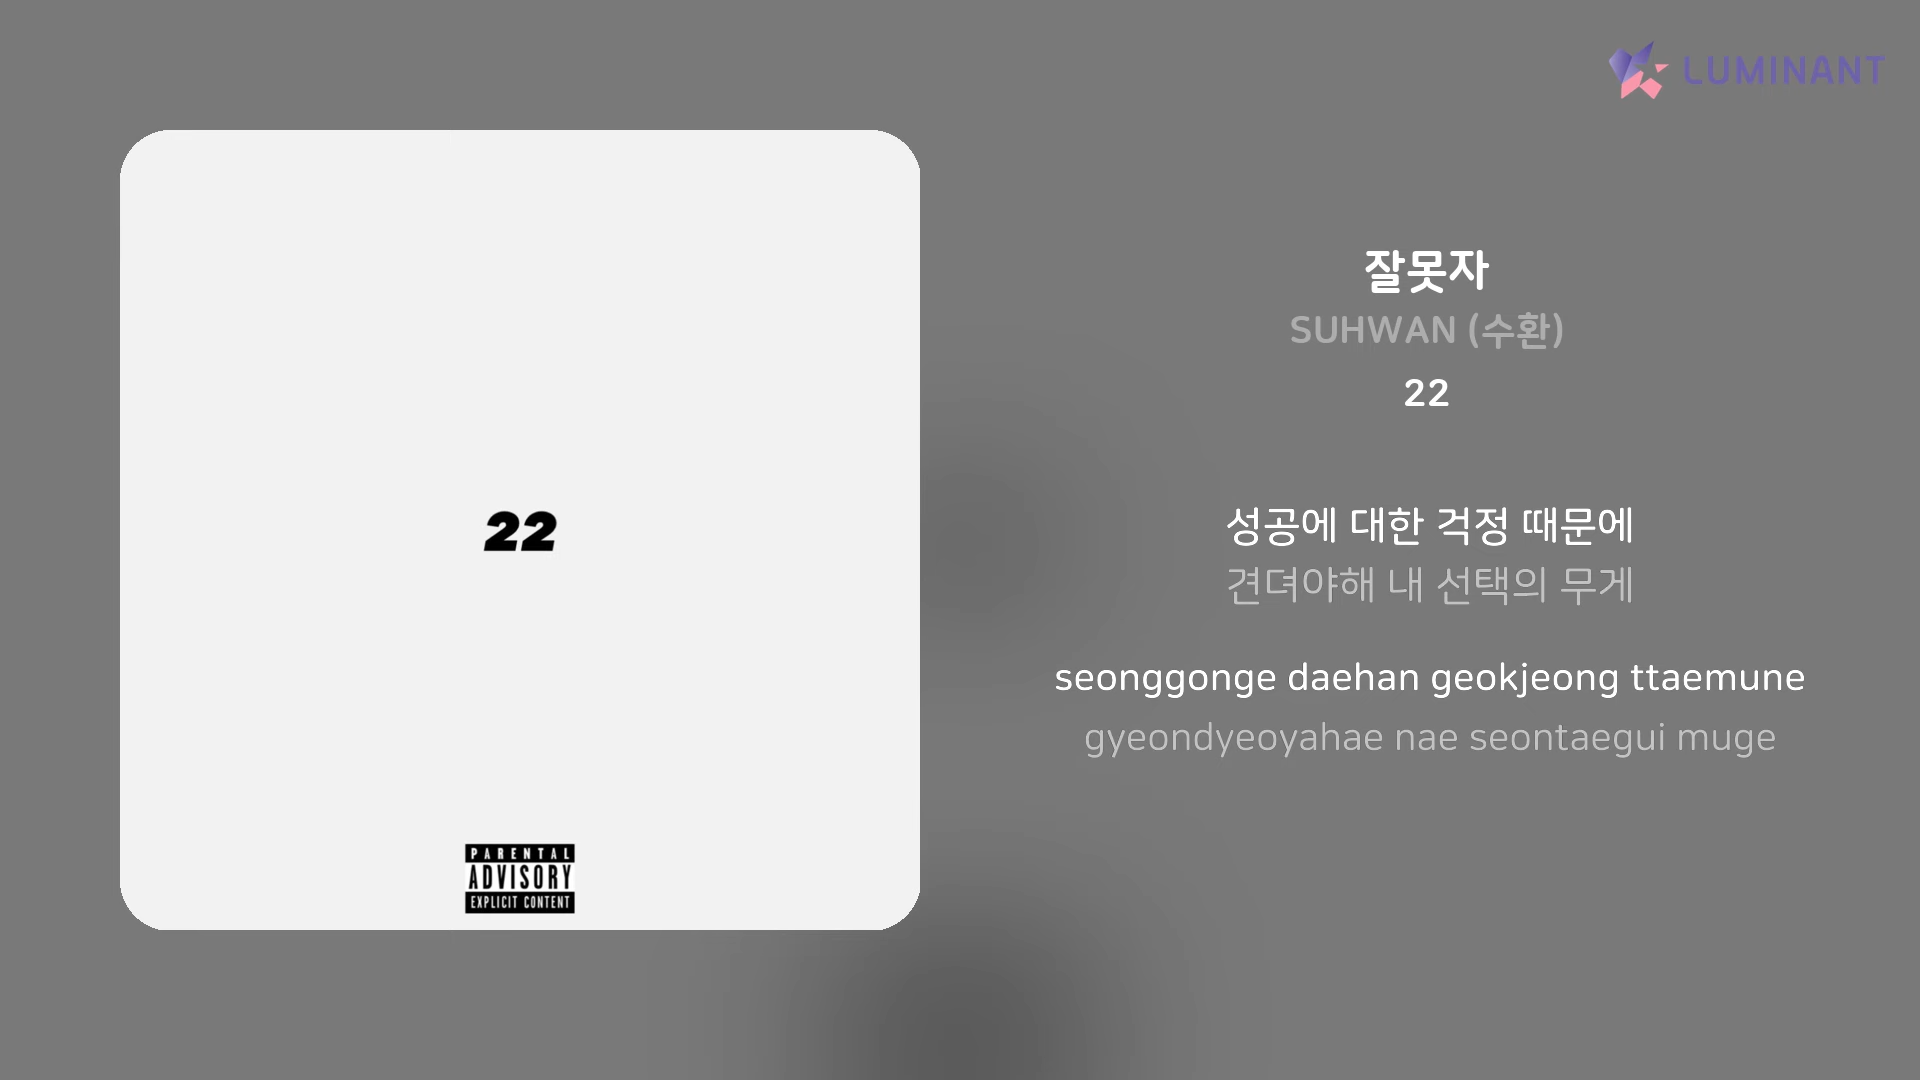 LUMINANT
잘못자
SUHWAN (수환)
22
22
성공에 대한 걱정 때문에
견뎌야해 내 선택의 무게
seonggonge daehan geokjeong ttaemune
gyeondyeoyahae nae seontaegui muge
PARENTAL
ADVISORY
EXPLICIT CONTENT